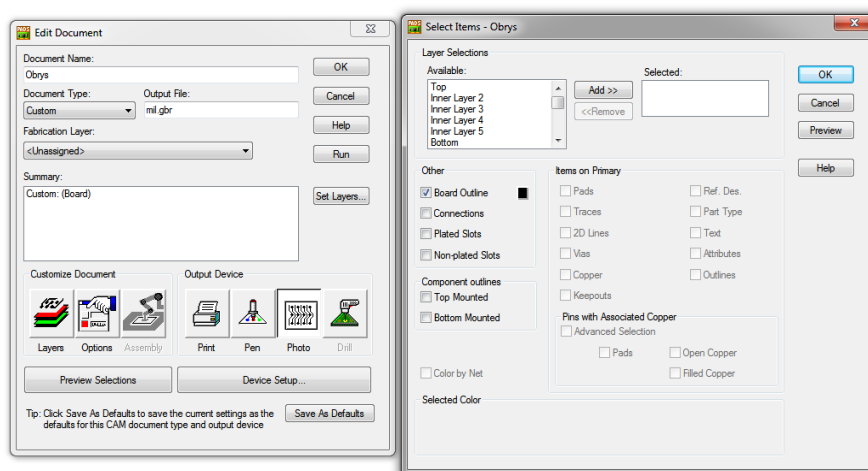 Edit Document
Document Name:
Obrys
OK
Document Type:
Output File:
Cancel
Custom
mil.gbr
Fabrication Layer:
Help
<Unassigned>
Run
Summary:
Custom: (Board)
Set Layers...
Customize Document
Output Device
Layers
Options
Assembly
Print
Pen
Photo
Drill
Preview Selections
Device Setup...
Tip: Click Save As Defaults to save the current settings as the
defaults for this CAM document type and output device
Save As Defaults
Select Items - Obrys
Layer Selections
Available:
Selected:
Top
Inner Layer 2
Inner Layer 3
Inner Layer 4
Inner Layer 5
Bottom
Add >>
<<Remove
OK
Cancel
Preview
Help
Other
Board Outline
Connections
Plated Slots
Non-plated Slots
Component outlines
Top Mounted
Bottom Mounted
Color by Net
Items on Primary
Pads
Ref. Des.
Traces
Part Type
2D Lines
Text
Vias
Attributes
Copper
Outlines
Keepouts
Pins with Associated Copper
Advanced Selection
Pads
Open Copper
Filled Copper
Selected Color